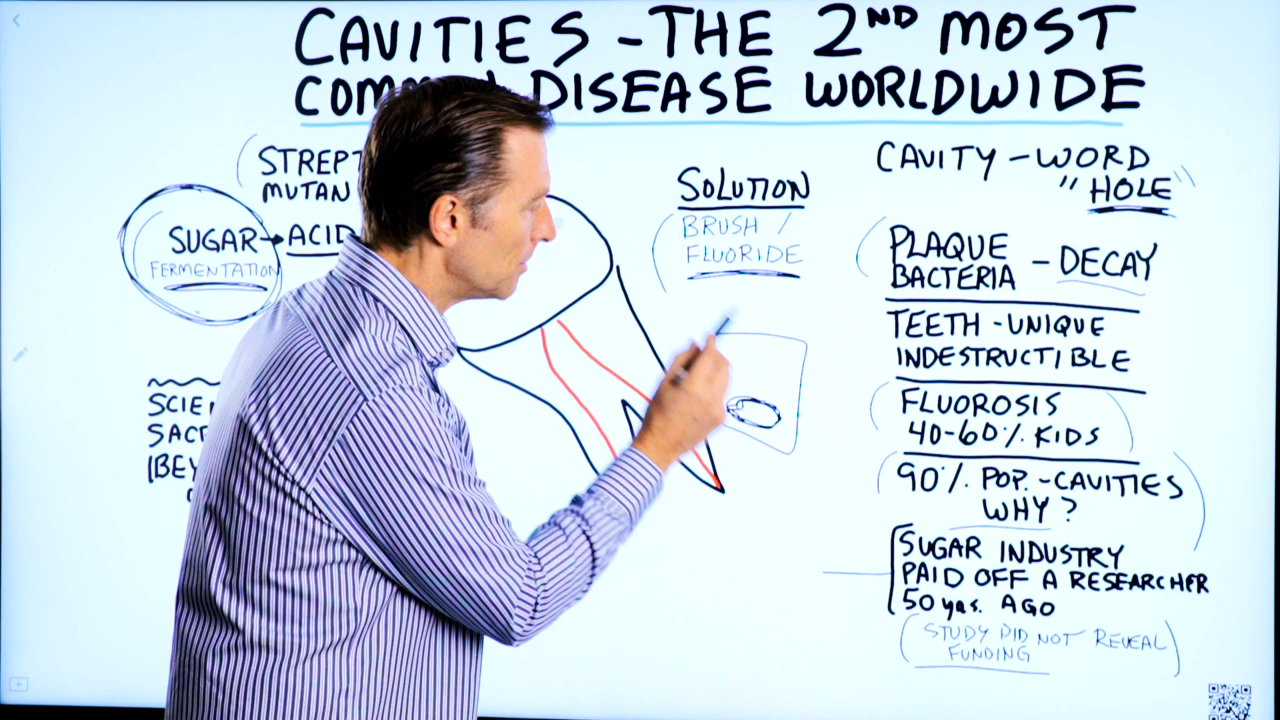 CAVITIES - THE 2ND MOST
DISEASE WORLDWIDE
SUGAR → ACID
FERMENTATION
SOLUTION
BRUSH /
FLUORIDE
CAVITY - WORD
"HOLE"
PLAQUE
BACTERIA - DECAY
TEETH - UNIQUE
INDESTRUCTIBLE
FLUOROSIS
40-60% KIDS
90% POP. - CAVITIES
WHY?
SUGAR INDUSTRY
PAID OFF A RESEARCHER
50 yrs. AGO
(STUDY DID NOT REVEAL
FUNDING)